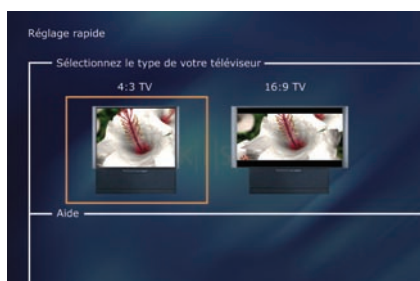 Réglage rapide
Sélectionnez le type de votre téléviseur
4:3 TV 16:9 TV
Aide